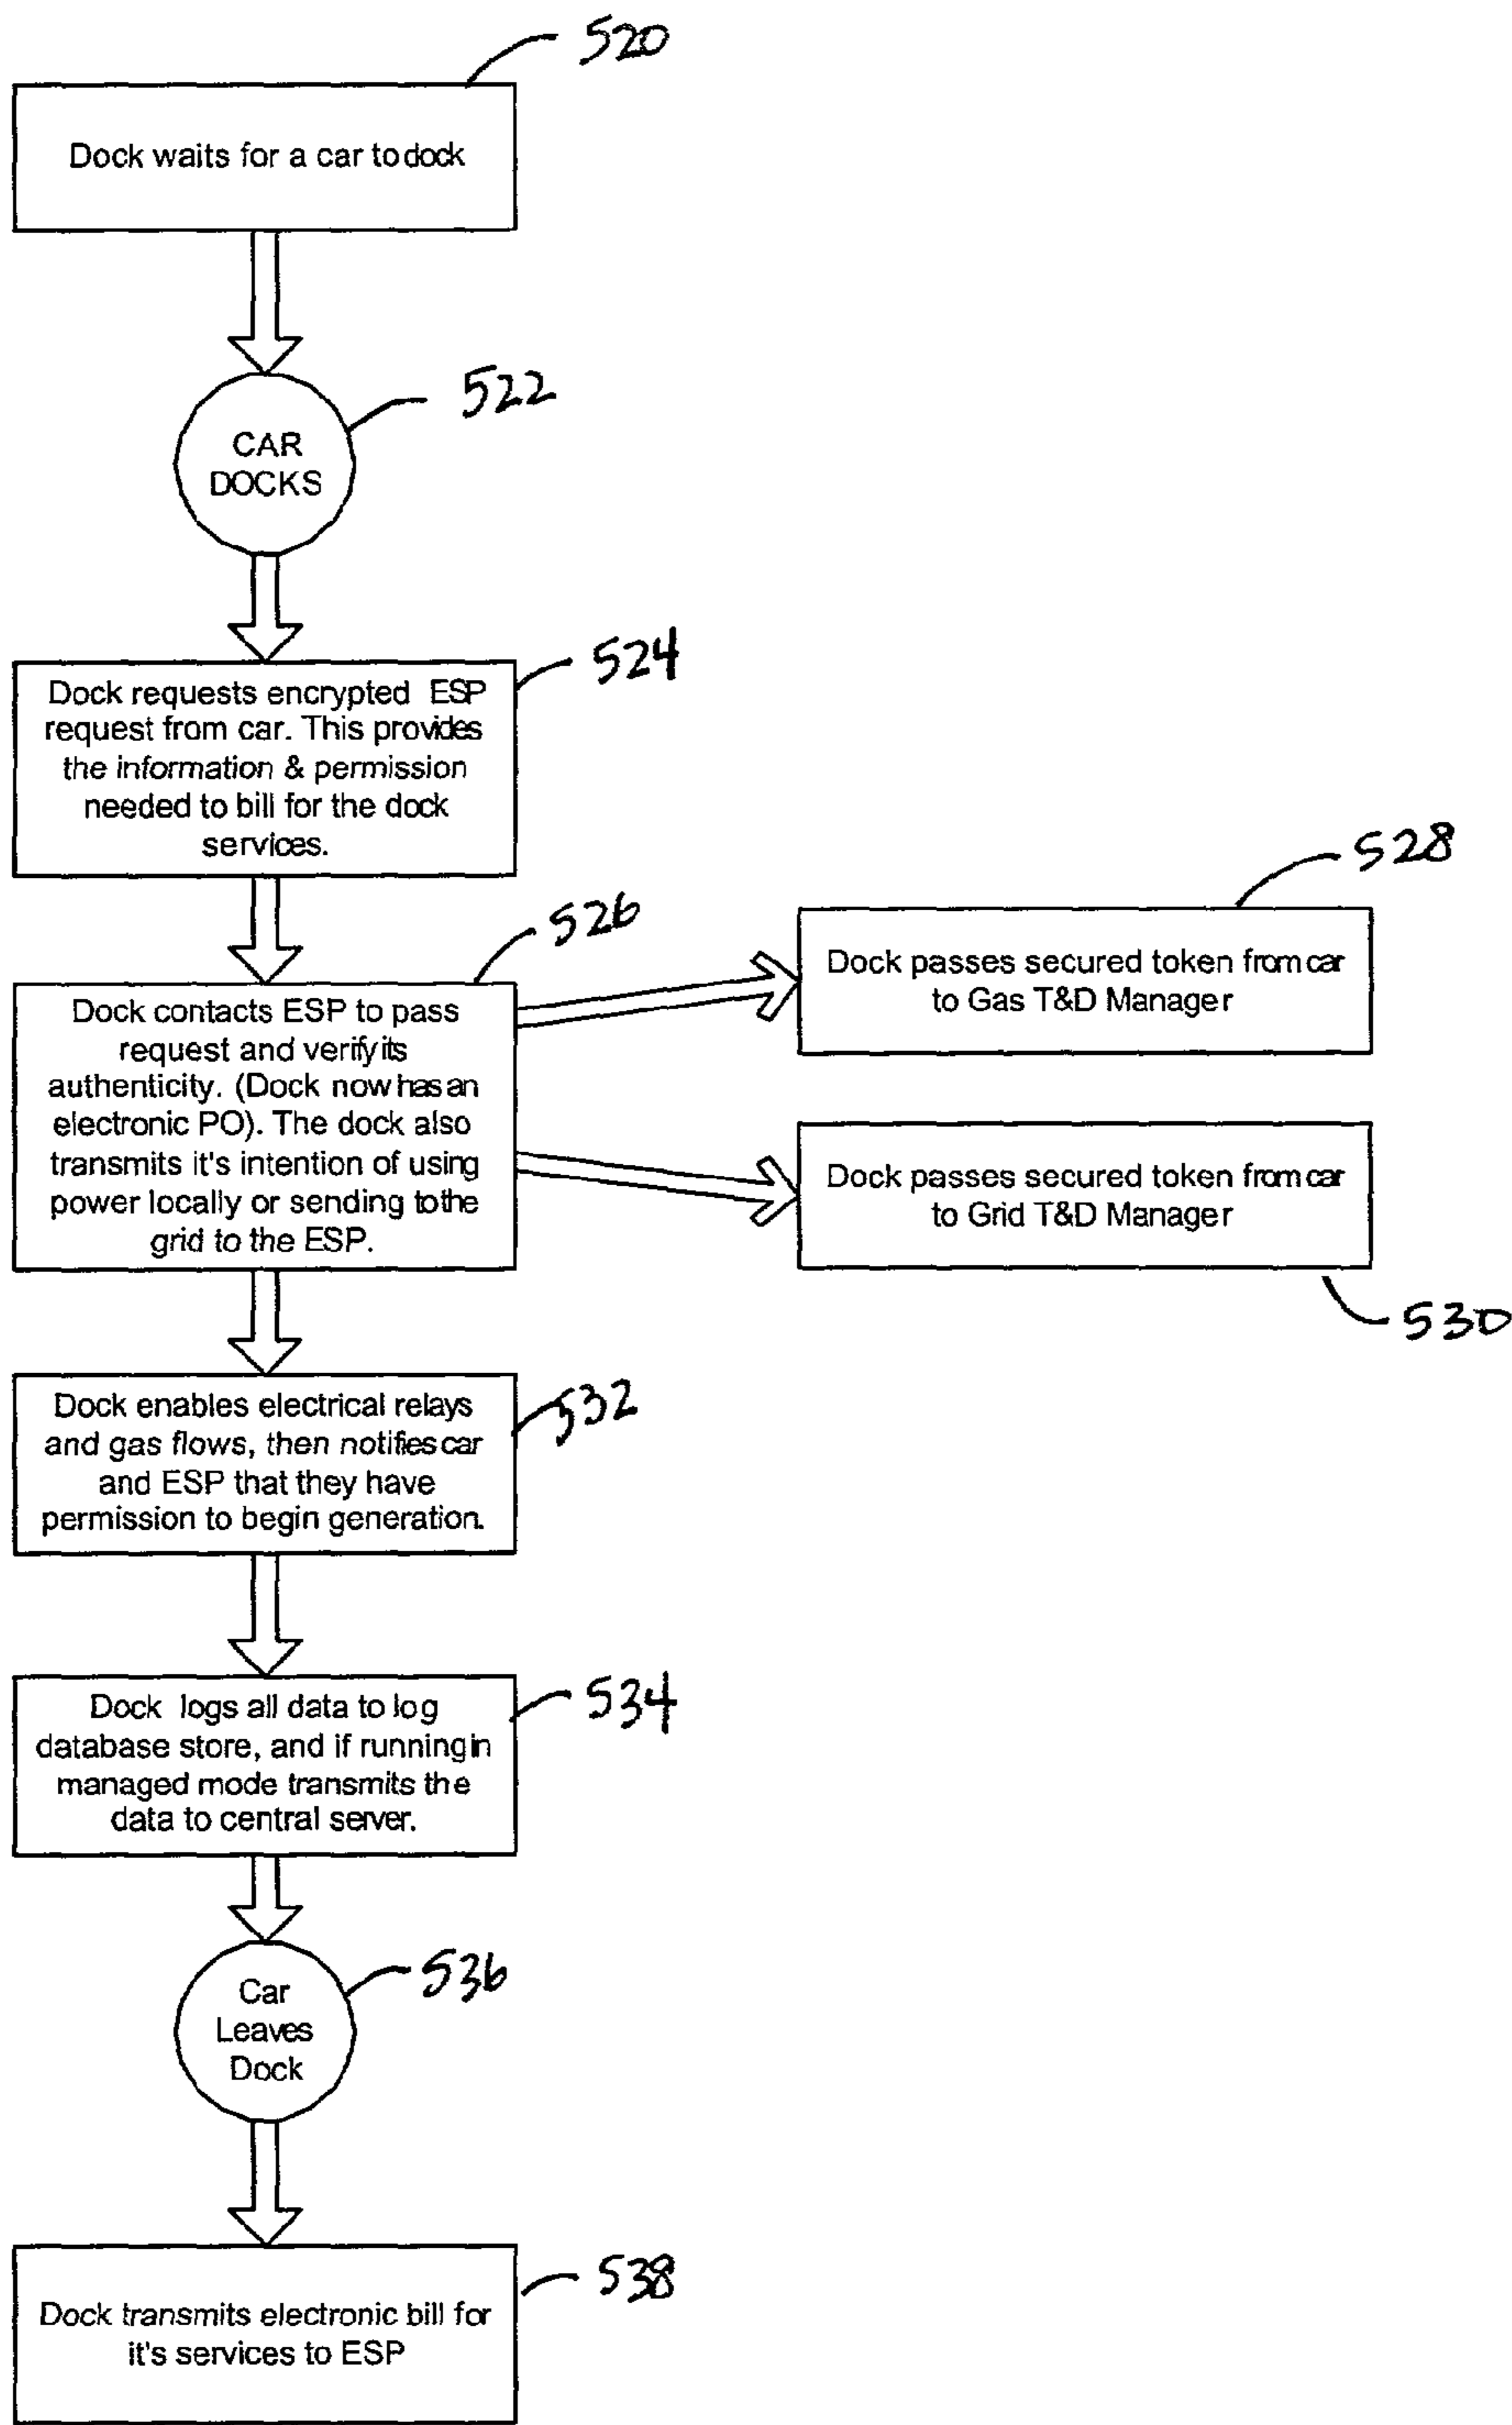 520
Dock waits for a car to dock
522
CAR
DOCKS
524
Dock requests encrypted ESP
request from car. This provides
the information & permission
needed to bill for the dock
services.
526
Dock contacts ESP to pass
request and verify its
authenticity. (Dock now has an
electronic PO). The dock also
transmits it's intention of using
power locally or sending to the
grid to the ESP.
528
Dock passes secured token from car
to Gas T&D Manager
Dock passes secured token from car
to Grid T&D Manager
530
532
Dock enables electrical relays
and gas flows, then notifies car
and ESP that they have
permission to begin generation.
534
Dock logs all data to log
database store, and if running in
managed mode transmits the
data to central server.
536
Car
Leaves
Dock
538
Dock transmits electronic bill for
it's services to ESP